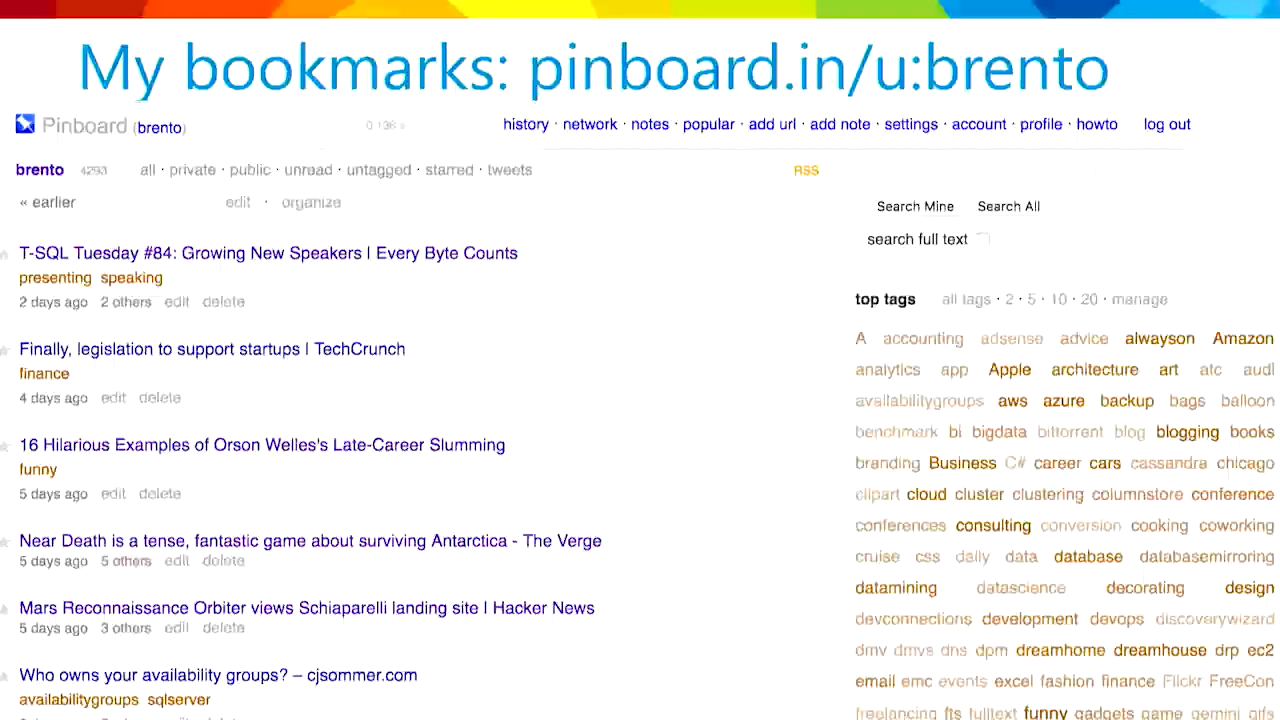 My bookmarks: pinboard.in/u:brento
Pinboard (brento)
history · network · notes · popular · add url · add note · settings · account · profile · howto log out
brento 4293 all · private · public · unread · untagged · starred · tweets RSS
« earlier edit · organize
Search Mine Search All
search full text
T-SQL Tuesday #84: Growing New Speakers | Every Byte Counts
presenting speaking
2 days ago 2 others edit delete
Finally, legislation to support startups | TechCrunch
finance
4 days ago edit delete
16 Hilarious Examples of Orson Welles's Late-Career Slumming
funny
5 days ago edit delete
Near Death is a tense, fantastic game about surviving Antarctica - The Verge
5 days ago 5 others edit delete
Mars Reconnaissance Orbiter views Schiaparelli landing site | Hacker News
5 days ago 3 others edit delete
Who owns your availability groups? – cjsommer.com
availabilitygroups sqlserver
top tags all tags · 2 · 5 · 10 · 20 · manage
A accounting adsense advice alwayson Amazon
analytics app Apple architecture art atc audi
availabilitygroups aws azure backup bags balloon
benchmark bi bigdata bittorrent blog blogging books
branding Business C# career cars cassandra chicago
clipart cloud cluster clustering columnstore conference
conferences consulting conversion cooking coworking
cruise css daily data database databasemirroring
datamining datascience decorating design
devconnections development devops discoverywizard
dmv dmvs dns dpm dreamhome dreamhouse drp ec2
email emc events excel fashion finance Flickr FreeCon
freelancing fts fulltext funny gadgets game gemini gifs